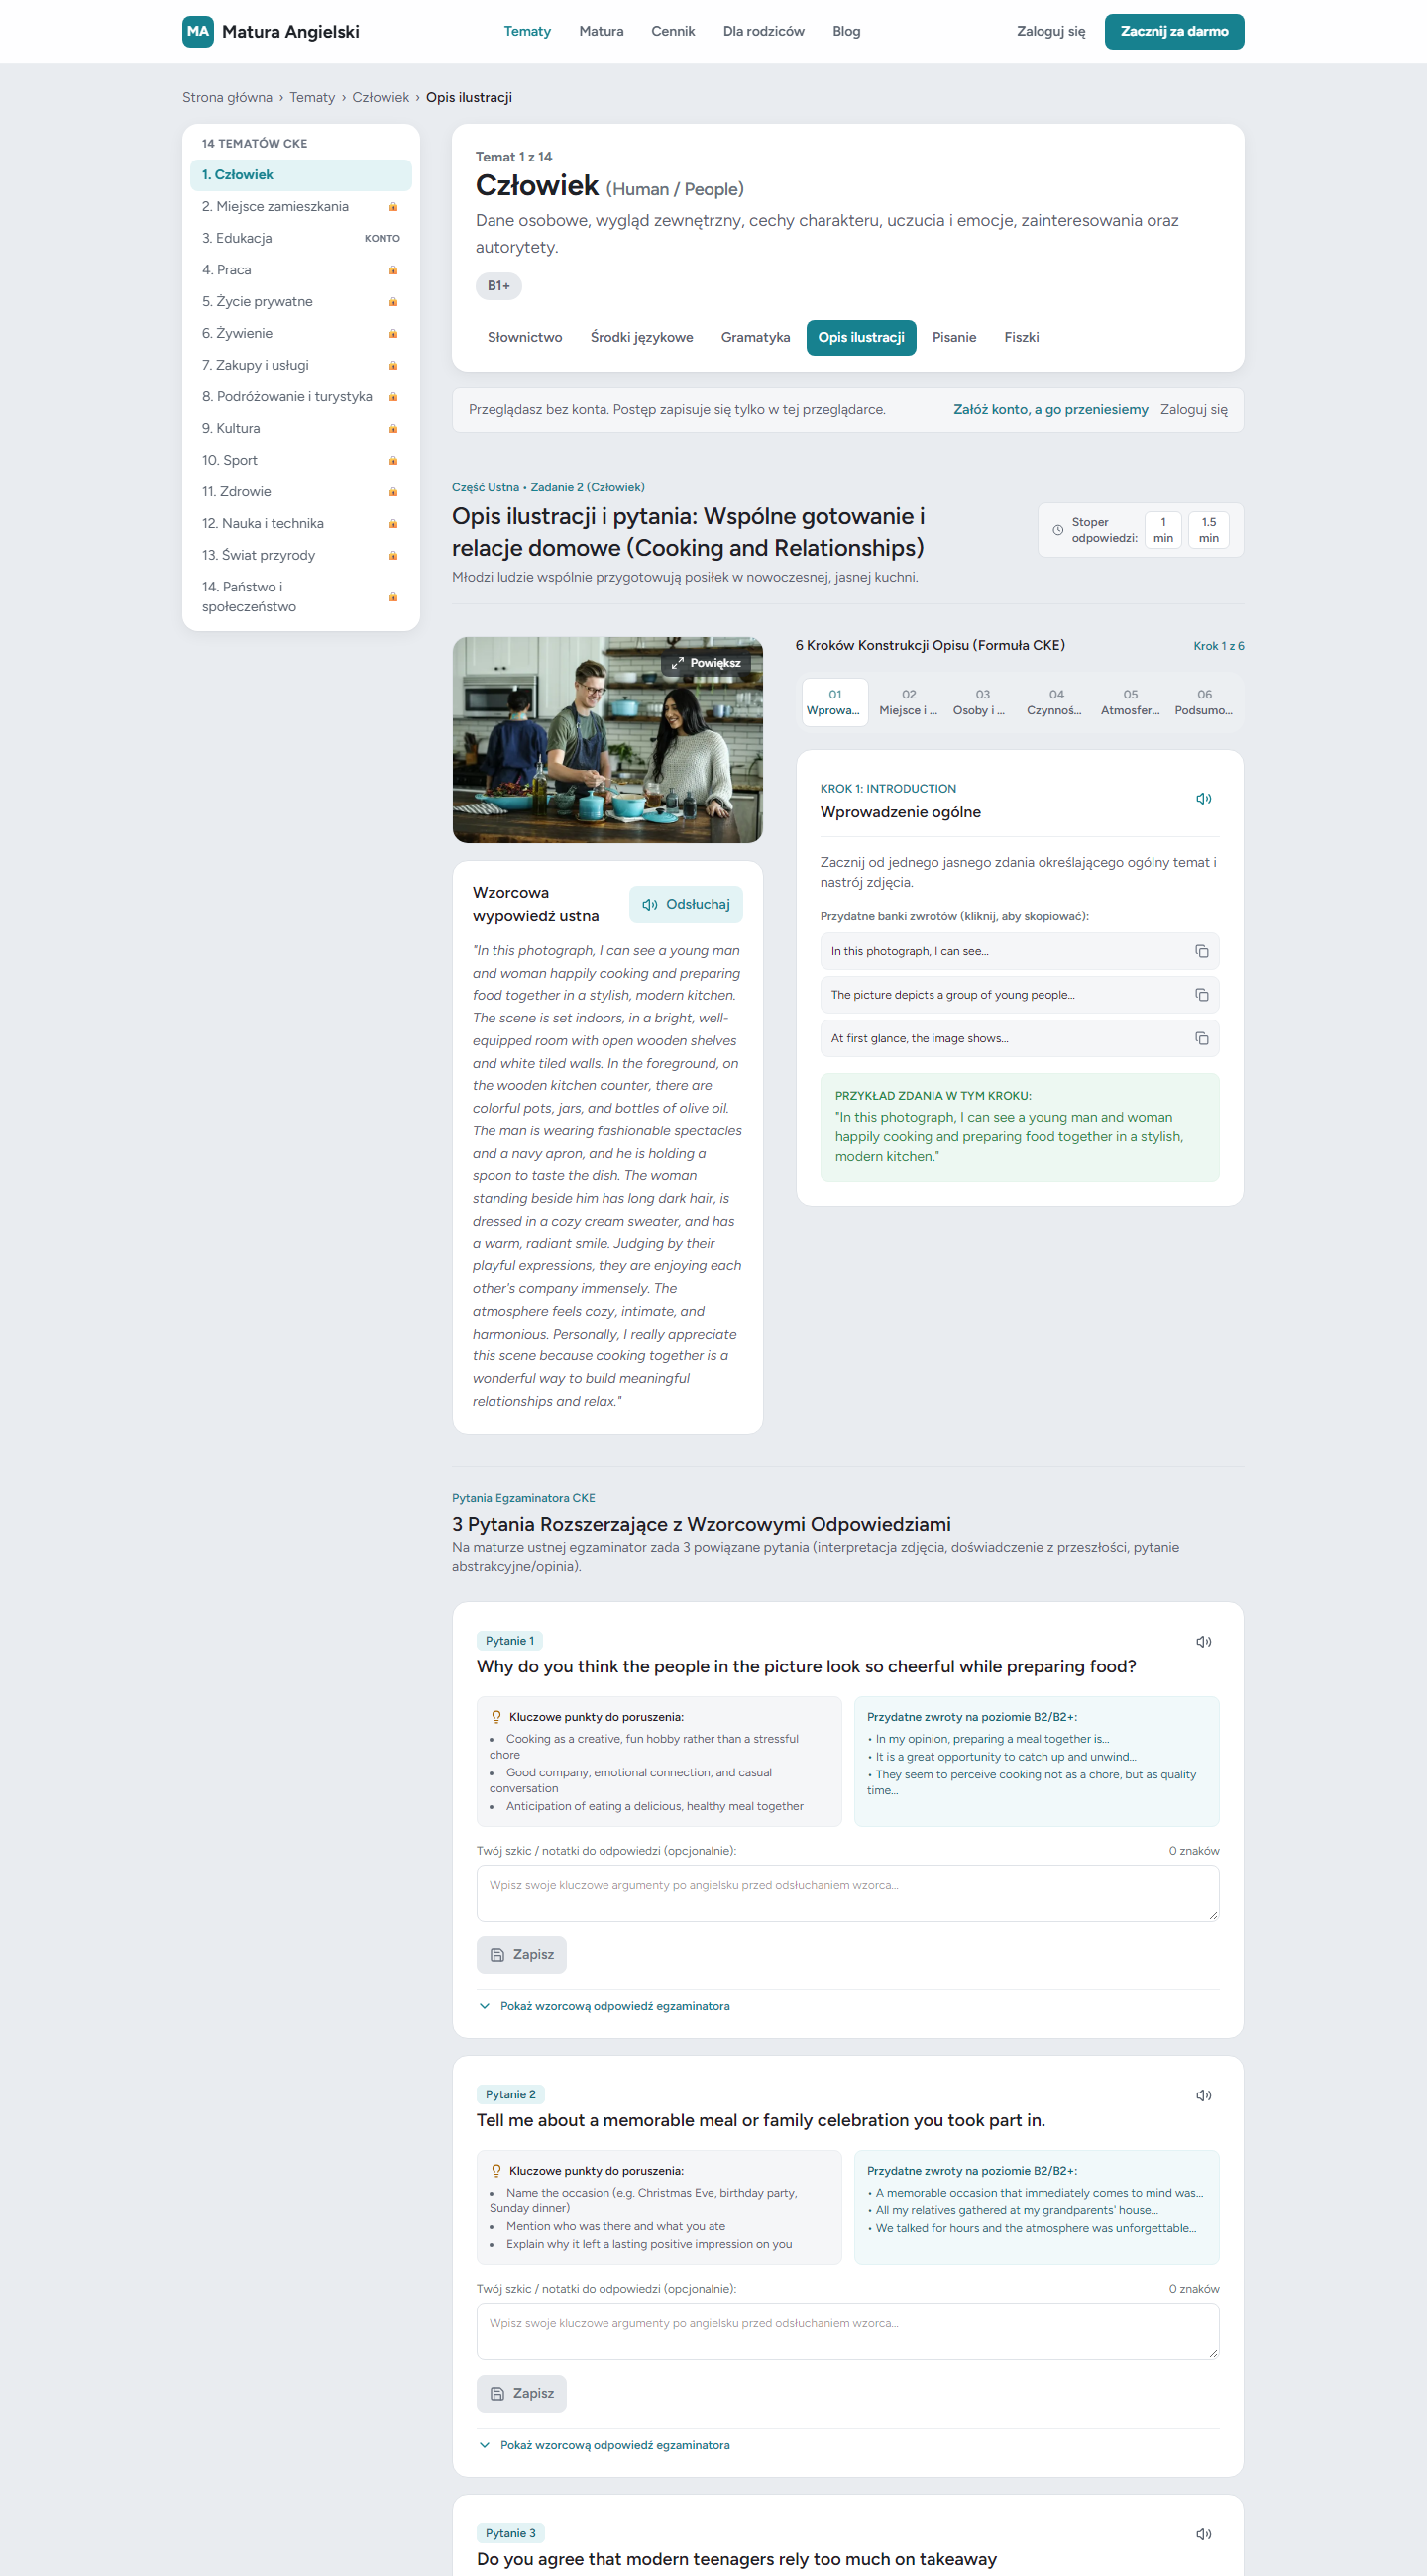 MA Matura Angielski
Tematy Matura Cennik Dla rodziców Blog
Zaloguj się Zacznij za darmo
Strona główna › Tematy › Człowiek › Opis ilustracji
14 TEMATÓW CKE
1. Człowiek
2. Miejsce zamieszkania
3. Edukacja KONTO
4. Praca
5. Życie prywatne
6. Żywienie
7. Zakupy i usługi
8. Podróżowanie i turystyka
9. Kultura
10. Sport
11. Zdrowie
12. Nauka i technika
13. Świat przyrody
14. Państwo i
społeczeństwo
Temat 1 z 14
Człowiek (Human / People)
Dane osobowe, wygląd zewnętrzny, cechy charakteru, uczucia i emocje, zainteresowania oraz
autorytety.
B1+
Słownictwo Środki językowe Gramatyka Opis ilustracji Pisanie Fiszki
Przeglądasz bez konta. Postęp zapisuje się tylko w tej przeglądarce. Załóż konto, a go przeniesiemy Zaloguj się
Część Ustna • Zadanie 2 (Człowiek)
Opis ilustracji i pytania: Wspólne gotowanie i
relacje domowe (Cooking and Relationships)
Młodzi ludzie wspólnie przygotowują posiłek w nowoczesnej, jasnej kuchni.
Stoper
odpowiedzi:
1
min
1.5
min
Powiększ
Wzorcowa
wypowiedź ustna
Odsłuchaj
"In this photograph, I can see a young man
and woman happily cooking and preparing
food together in a stylish, modern kitchen.
The scene is set indoors, in a bright, well-
equipped room with open wooden shelves
and white tiled walls. In the foreground, on
the wooden kitchen counter, there are
colorful pots, jars, and bottles of olive oil.
The man is wearing fashionable spectacles
and a navy apron, and he is holding a
spoon to taste the dish. The woman
standing beside him has long dark hair, is
dressed in a cozy cream sweater, and has
a warm, radiant smile. Judging by their
playful expressions, they are enjoying each
other's company immensely. The
atmosphere feels cozy, intimate, and
harmonious. Personally, I really appreciate
this scene because cooking together is a
wonderful way to build meaningful
relationships and relax."
6 Kroków Konstrukcji Opisu (Formuła CKE) Krok 1 z 6
01 02 03 04 05 06
Wprowa... Miejsce i ... Osoby i ... Czynnoś... Atmosfer... Podsumo...
KROK 1: INTRODUCTION
Wprowadzenie ogólne
Zacznij od jednego jasnego zdania określającego ogólny temat i
nastrój zdjęcia.
Przydatne banki zwrotów (kliknij, aby skopiować):
In this photograph, I can see...
The picture depicts a group of young people...
At first glance, the image shows...
PRZYKŁAD ZDANIA W TYM KROKU:
"In this photograph, I can see a young man and woman
happily cooking and preparing food together in a stylish,
modern kitchen."
Pytania Egzaminatora CKE
3 Pytania Rozszerzające z Wzorcowymi Odpowiedziami
Na maturze ustnej egzaminator zada 3 powiązane pytania (interpretacja zdjęcia, doświadczenie z przeszłości, pytanie
abstrakcyjne/opinia).
Pytanie 1
Why do you think the people in the picture look so cheerful while preparing food?
Kluczowe punkty do poruszenia:
• Cooking as a creative, fun hobby rather than a stressful
chore
• Good company, emotional connection, and casual
conversation
• Anticipation of eating a delicious, healthy meal together
Przydatne zwroty na poziomie B2/B2+:
• In my opinion, preparing a meal together is...
• It is a great opportunity to catch up and unwind...
• They seem to perceive cooking not as a chore, but as quality
time...
Twój szkic / notatki do odpowiedzi (opcjonalnie): 0 znaków
Wpisz swoje kluczowe argumenty po angielsku przed odsłuchaniem wzorca...
Zapisz
Pokaż wzorcową odpowiedź egzaminatora
Pytanie 2
Tell me about a memorable meal or family celebration you took part in.
Kluczowe punkty do poruszenia:
• Name the occasion (e.g. Christmas Eve, birthday party,
Sunday dinner)
• Mention who was there and what you ate
• Explain why it left a lasting positive impression on you
Przydatne zwroty na poziomie B2/B2+:
• A memorable occasion that immediately comes to mind was...
• All my relatives gathered at my grandparents' house...
• We talked for hours and the atmosphere was unforgettable...
Twój szkic / notatki do odpowiedzi (opcjonalnie): 0 znaków
Wpisz swoje kluczowe argumenty po angielsku przed odsłuchaniem wzorca...
Zapisz
Pokaż wzorcową odpowiedź egzaminatora
Pytanie 3
Do you agree that modern teenagers rely too much on takeaway